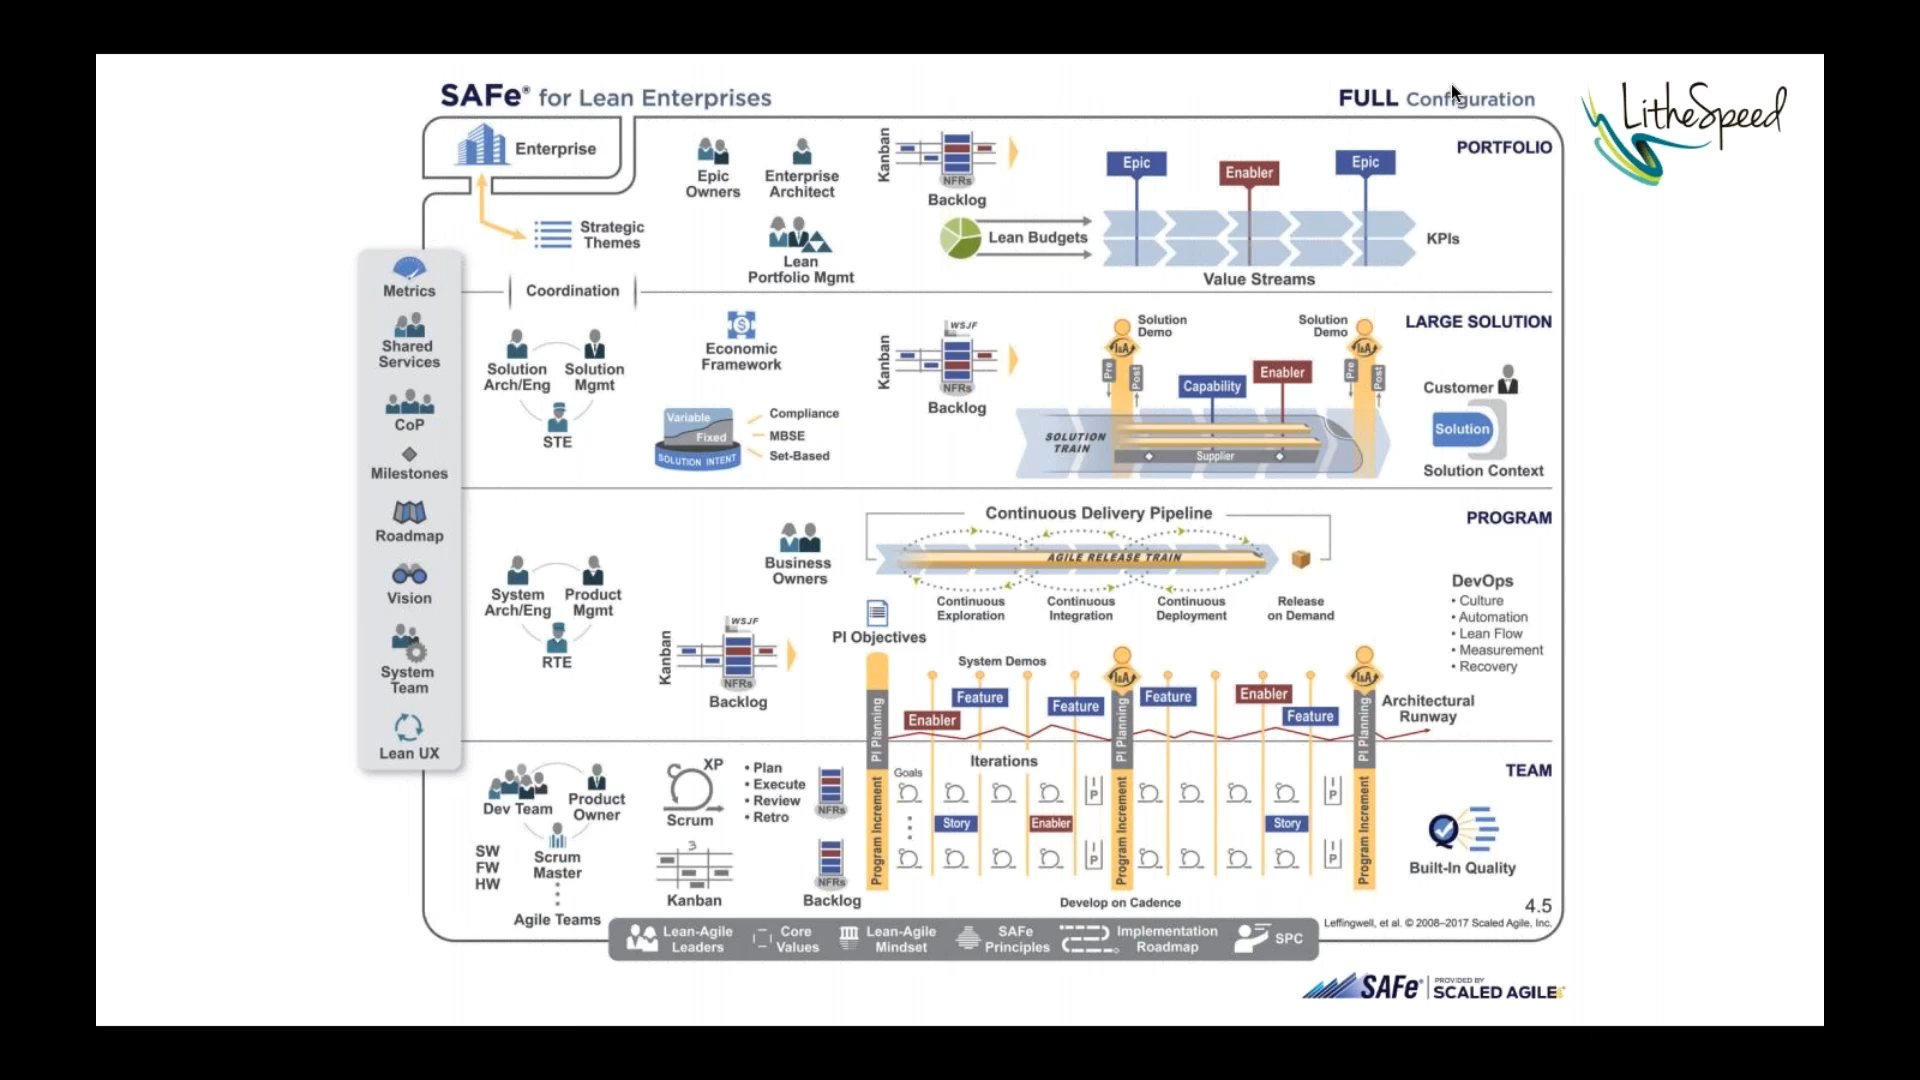 SAFe® for Lean Enterprises
FULL Configuration
LitheSpeed
Enterprise
Strategic
Themes
Epic
Owners
Enterprise
Architect
Lean
Portfolio Mgmt
Kanban
NFRs
Backlog
Lean Budgets
Epic
Enabler
Epic
Value Streams
KPIs
PORTFOLIO
Metrics
Shared
Services
CoP
Milestones
Roadmap
Vision
System
Team
Lean UX
Coordination
Solution
Arch/Eng
Solution
Mgmt
STE
Economic
Framework
Variable
Fixed
SOLUTION INTENT
Compliance
MBSE
Set-Based
Kanban
WSJF
NFRs
Backlog
Solution
Demo
I&A
Pre
Post
Capability
Enabler
Solution
Demo
I&A
Pre
Post
SOLUTION
TRAIN
Supplier
LARGE SOLUTION
Customer
Solution
Solution Context
System
Arch/Eng
Product
Mgmt
RTE
Business
Owners
Kanban
WSJF
NFRs
Backlog
Continuous Delivery Pipeline
AGILE RELEASE TRAIN
Continuous
Exploration
Continuous
Integration
Continuous
Deployment
Release
on Demand
PROGRAM
DevOps
• Culture
• Automation
• Lean Flow
• Measurement
• Recovery
PI Objectives
System Demos
Enabler
Feature
Feature
I&A
Feature
Enabler
Feature
I&A
Architectural
Runway
PI Planning
PI Planning
PI Planning
Dev Team
Product
Owner
Scrum
Master
SW
FW
HW
Agile Teams
XP
Scrum
• Plan
• Execute
• Review
• Retro
3
Kanban
NFRs
NFRs
Backlog
Program Increment
Goals
Iterations
Story
Enabler
I
P
I
P
Program Increment
Story
I
P
I
P
Program Increment
Develop on Cadence
TEAM
Built-In Quality
4.5
Leffingwell, et al. © 2008–2017 Scaled Agile, Inc.
Lean-Agile
Leaders
Core
Values
Lean-Agile
Mindset
SAFe
Principles
Implementation
Roadmap
SPC
SAFe®
PROVIDED BY
SCALED AGILE